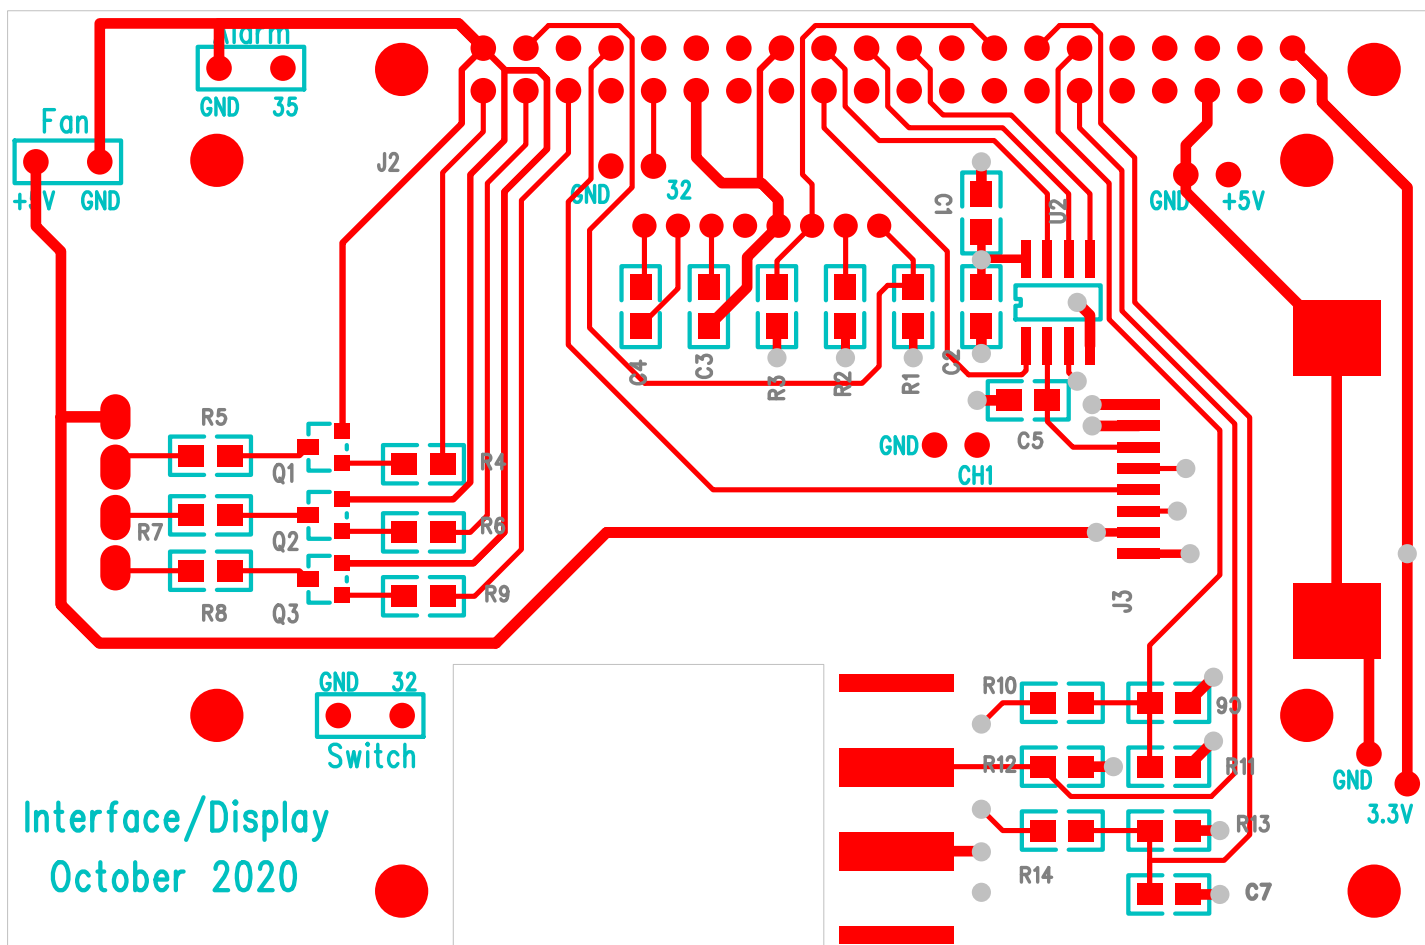 Alarm
GND 35
Fan
+5V GND
J2
GND
32
C1
U2
GND +5V
C4
C3
R3
R2
R1
C2
R5
Q1
R4
C5
GND
CH1
R7
Q2
R6
R8
Q3
R9
J3
GND 32
Switch
R10
R12
R11
GND
3.3V
R13
R14
C7
Interface/Display
October 2020